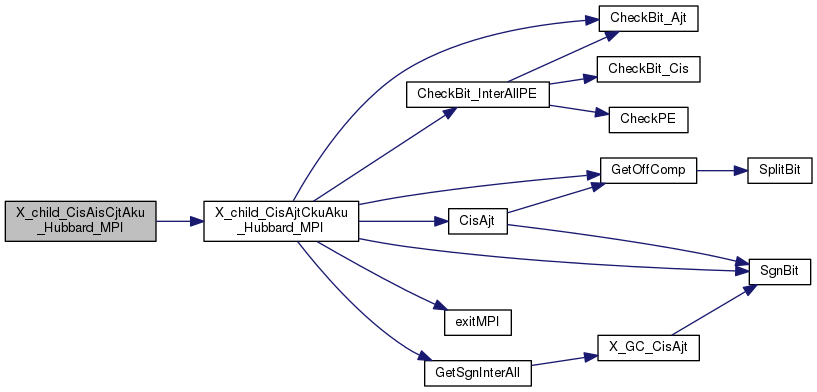 X_child_CisAisCjtAku
_Hubbard_MPI
X_child_CisAjtCkuAku
_Hubbard_MPI
CheckBit_Ajt
CheckBit_InterAllPE
CheckBit_Cis
CheckPE
GetOffComp
SplitBit
CisAjt
SgnBit
exitMPI
X_GC_CisAjt
GetSgnInterAll